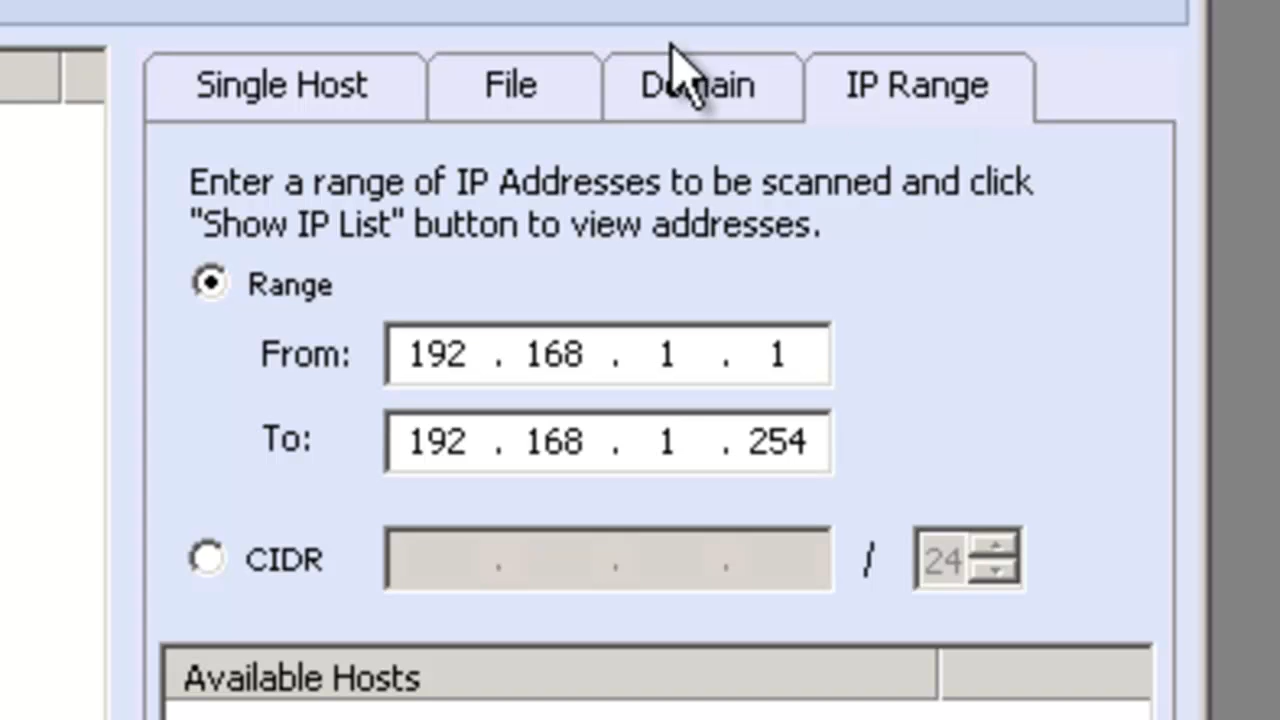 Single Host File Domain IP Range
Enter a range of IP Addresses to be scanned and click
"Show IP List" button to view addresses.
Range
From: 192 . 168 . 1 . 1
To: 192 . 168 . 1 . 254
CIDR . . . / 24
Available Hosts